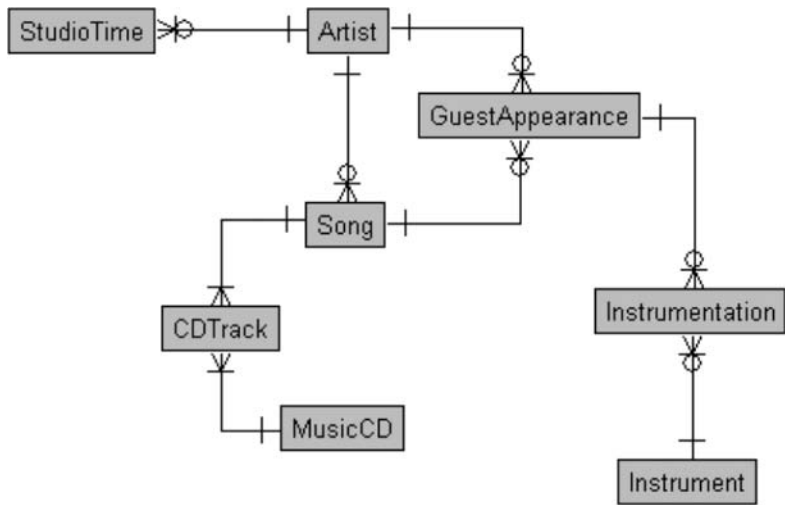 StudioTime
Artist
GuestAppearance
Song
CDTrack
Instrumentation
MusicCD
Instrument